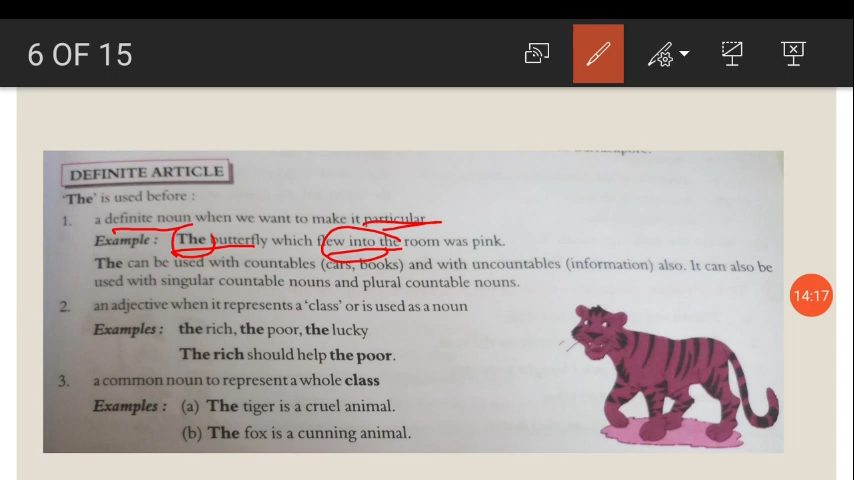 6 OF 15
DEFINITE ARTICLE
'The' is used before :
1. a definite noun when we want to make it particular
Example : The butterfly which flew into the room was pink.
The can be used with countables (cars, books) and with uncountables (information) also. It can also be
used with singular countable nouns and plural countable nouns.
2. an adjective when it represents a 'class' or is used as a noun
Examples : the rich, the poor, the lucky
The rich should help the poor.
3. a common noun to represent a whole class
Examples : (a) The tiger is a cruel animal.
(b) The fox is a cunning animal.
14:17